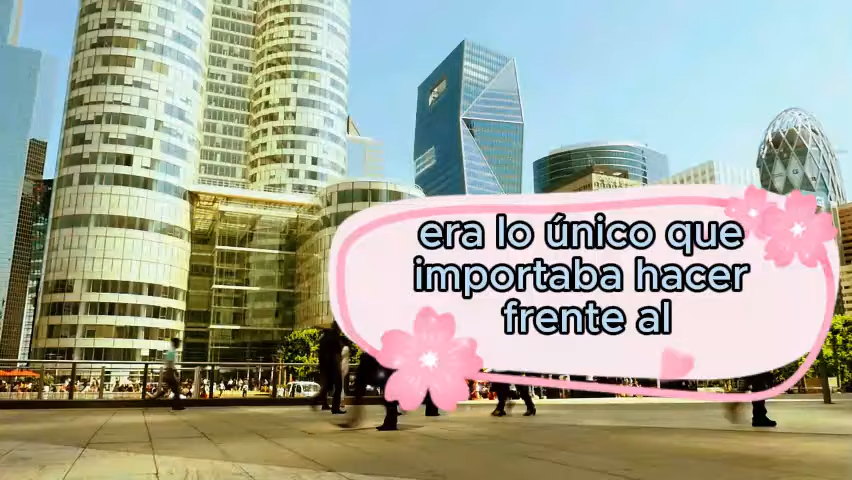 era lo único que
importaba hacer
frente al